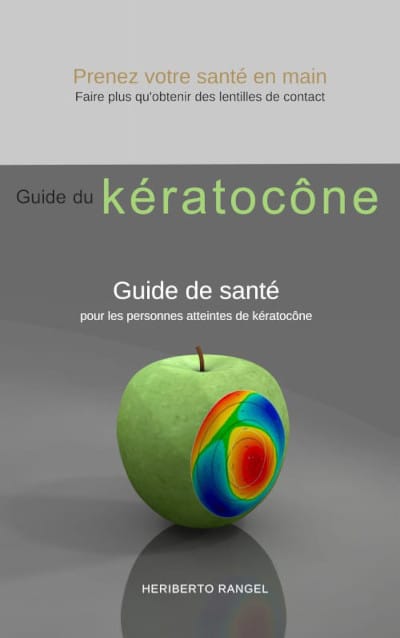 Prenez votre santé en main
Faire plus qu'obtenir des lentilles de contact
Guide du kératocône
Guide de santé
pour les personnes atteintes de kératocône
HERIBERTO RANGEL